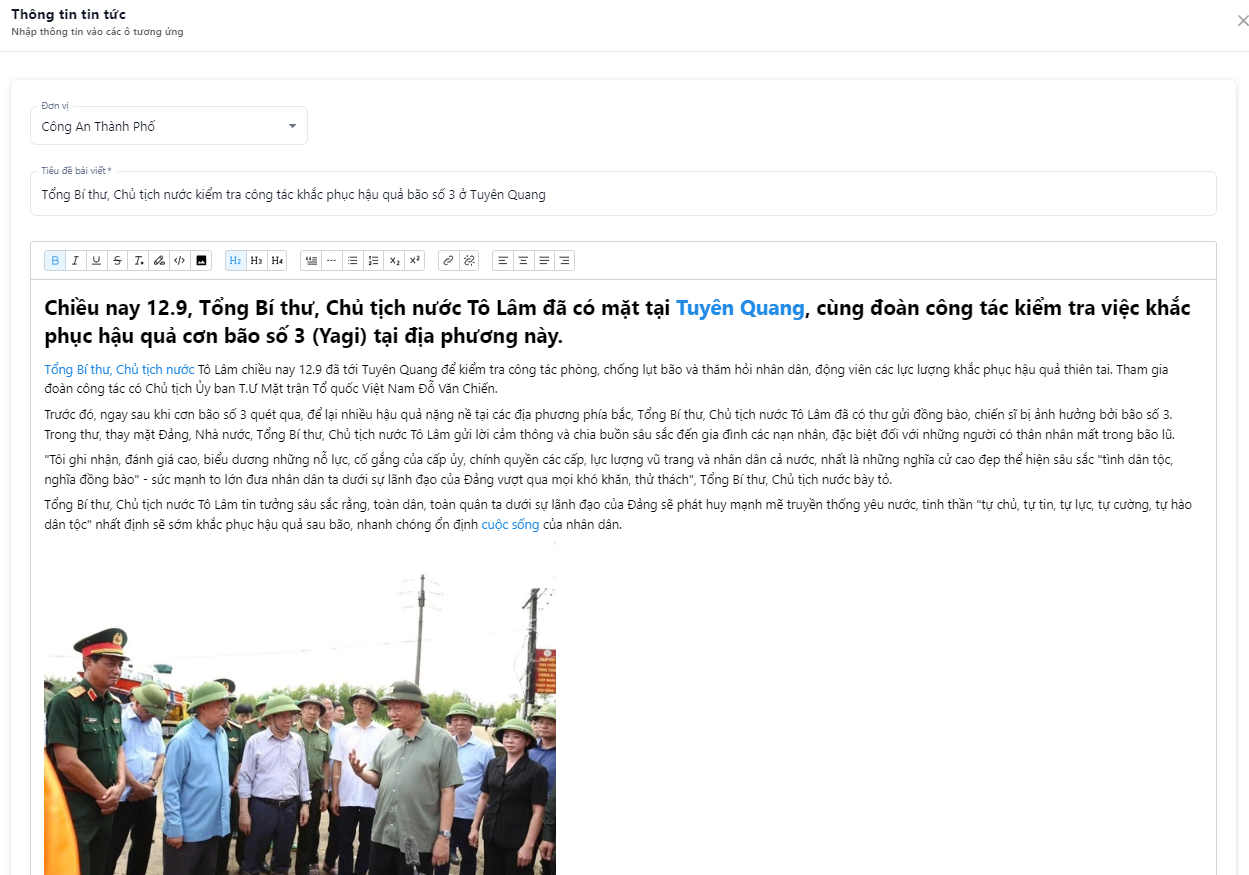 Thông tin tin tức
Nhập thông tin vào các ô tương ứng
Đơn vị
Công An Thành Phố
Tiêu đề bài viết *
Tổng Bí thư, Chủ tịch nước kiểm tra công tác khắc phục hậu quả bão số 3 ở Tuyên Quang
B I U S T </> H2 H3 H4 x₂ x²
Chiều nay 12.9, Tổng Bí thư, Chủ tịch nước Tô Lâm đã có mặt tại Tuyên Quang, cùng đoàn công tác kiểm tra việc khắc
phục hậu quả cơn bão số 3 (Yagi) tại địa phương này.
Tổng Bí thư, Chủ tịch nước Tô Lâm chiều nay 12.9 đã tới Tuyên Quang để kiểm tra công tác phòng, chống lụt bão và thăm hỏi nhân dân, động viên các lực lượng khắc phục hậu quả thiên tai. Tham gia
đoàn công tác có Chủ tịch Ủy ban T.Ư Mặt trận Tổ quốc Việt Nam Đỗ Văn Chiến.
Trước đó, ngay sau khi cơn bão số 3 quét qua, để lại nhiều hậu quả nặng nề tại các địa phương phía bắc, Tổng Bí thư, Chủ tịch nước Tô Lâm đã có thư gửi đồng bào, chiến sĩ bị ảnh hưởng bởi bão số 3.
Trong thư, thay mặt Đảng, Nhà nước, Tổng Bí thư, Chủ tịch nước Tô Lâm gửi lời cảm thông và chia buồn sâu sắc đến gia đình các nạn nhân, đặc biệt đối với những người có thân nhân mất trong bão lũ.
"Tôi ghi nhận, đánh giá cao, biểu dương những nỗ lực, cố gắng của cấp ủy, chính quyền các cấp, lực lượng vũ trang và nhân dân cả nước, nhất là những nghĩa cử cao đẹp thể hiện sâu sắc "tình dân tộc,
nghĩa đồng bào" - sức mạnh to lớn đưa nhân dân ta dưới sự lãnh đạo của Đảng vượt qua mọi khó khăn, thử thách", Tổng Bí thư, Chủ tịch nước bày tỏ.
Tổng Bí thư, Chủ tịch nước Tô Lâm tin tưởng sâu sắc rằng, toàn dân, toàn quân ta dưới sự lãnh đạo của Đảng sẽ phát huy mạnh mẽ truyền thống yêu nước, tinh thần "tự chủ, tự tin, tự lực, tự cường, tự hào
dân tộc" nhất định sẽ sớm khắc phục hậu quả sau bão, nhanh chóng ổn định cuộc sống của nhân dân.